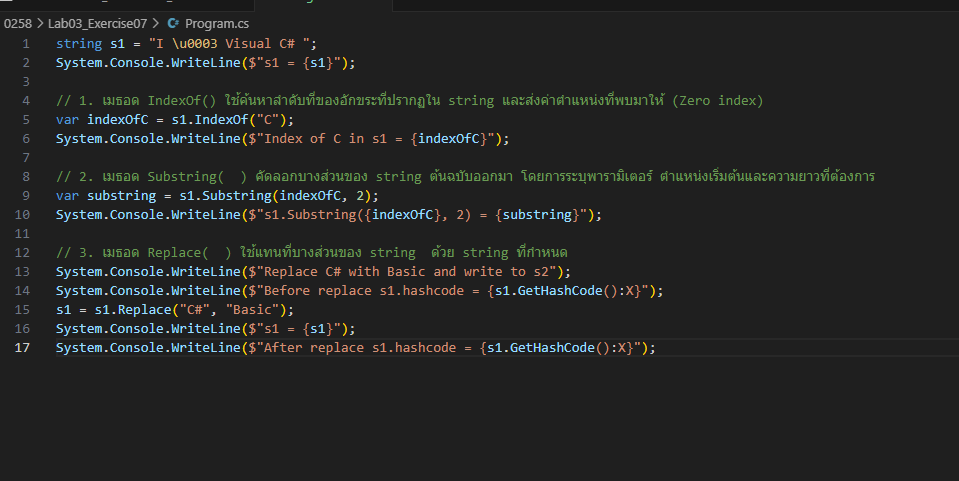 0258 > Lab03_Exercise07 > Program.cs
1 string s1 = "I \u0003 Visual C# ";
2 System.Console.WriteLine($"s1 = {s1}");
3
4 // 1. เมธอด IndexOf() ใช้ค้นหาลำดับที่ของอักขระที่ปรากฏใน string และส่งค่าตำแหน่งที่พบมาให้ (Zero index)
5 var indexOfC = s1.IndexOf("C");
6 System.Console.WriteLine($"Index of C in s1 = {indexOfC}");
7
8 // 2. เมธอด Substring(  ) คัดลอกบางส่วนของ string ต้นฉบับออกมา โดยการระบุพารามิเตอร์ ตำแหน่งเริ่มต้นและความยาวที่ต้องการ
9 var substring = s1.Substring(indexOfC, 2);
10 System.Console.WriteLine($"s1.Substring({indexOfC}, 2) = {substring}");
11
12 // 3. เมธอด Replace(  ) ใช้แทนที่บางส่วนของ string  ด้วย string ที่กำหนด
13 System.Console.WriteLine($"Replace C# with Basic and write to s2");
14 System.Console.WriteLine($"Before replace s1.hashcode = {s1.GetHashCode():X}");
15 s1 = s1.Replace("C#", "Basic");
16 System.Console.WriteLine($"s1 = {s1}");
17 System.Console.WriteLine($"After replace s1.hashcode = {s1.GetHashCode():X}");